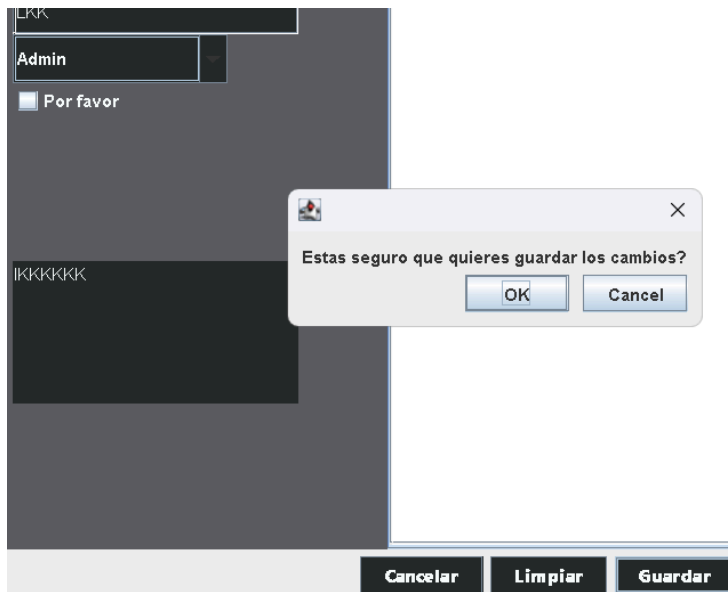 LKK
Admin
Por favor
Estas seguro que quieres guardar los cambios?
OK Cancel
IKKKKKK
Cancelar Limpiar Guardar